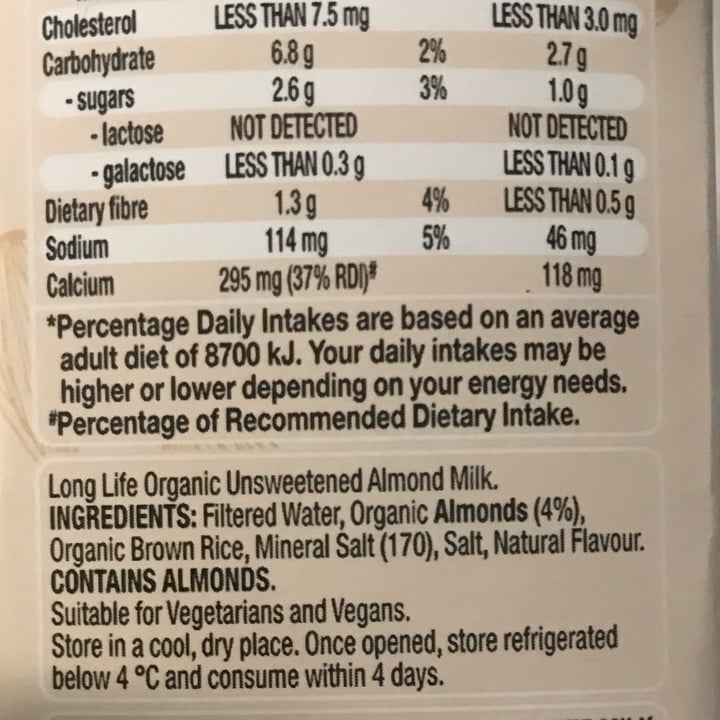 Cholesterol LESS THAN 7.5 mg LESS THAN 3.0 mg
Carbohydrate 6.8 g 2% 2.7 g
- sugars 2.6 g 3% 1.0 g
- lactose NOT DETECTED NOT DETECTED
- galactose LESS THAN 0.3 g LESS THAN 0.1 g
Dietary fibre 1.3 g 4% LESS THAN 0.5 g
Sodium 114 mg 5% 46 mg
Calcium 295 mg (37% RDI)# 118 mg
*Percentage Daily Intakes are based on an average
adult diet of 8700 kJ. Your daily intakes may be
higher or lower depending on your energy needs.
#Percentage of Recommended Dietary Intake.
Long Life Organic Unsweetened Almond Milk.
INGREDIENTS: Filtered Water, Organic Almonds (4%),
Organic Brown Rice, Mineral Salt (170), Salt, Natural Flavour.
CONTAINS ALMONDS.
Suitable for Vegetarians and Vegans.
Store in a cool, dry place. Once opened, store refrigerated
below 4 °C and consume within 4 days.